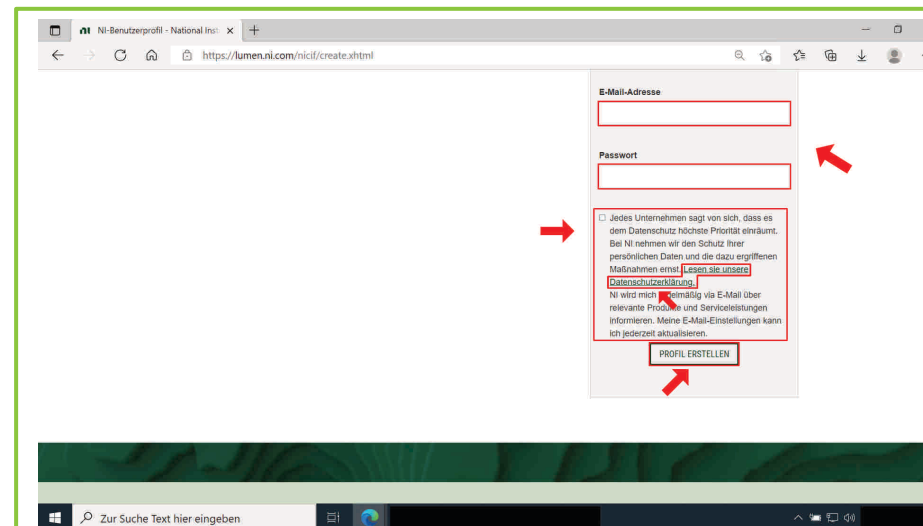 NI-Benutzerprofil - National Inst
https://lumen.ni.com/nicif/create.xhtml
E-Mail-Adresse
Passwort
Jedes Unternehmen sagt von sich, dass es
dem Datenschutz höchste Priorität einräumt.
Bei NI nehmen wir den Schutz Ihrer
persönlichen Daten und die dazu ergriffenen
Maßnahmen ernst. Lesen sie unsere
Datenschutzerklärung.
NI wird mich via E-Mail über
relevante Produkte und Serviceleistungen
informieren. Meine E-Mail-Einstellungen kann
ich jederzeit aktualisieren.
PROFIL ERSTELLEN
Zur Suche Text hier eingeben